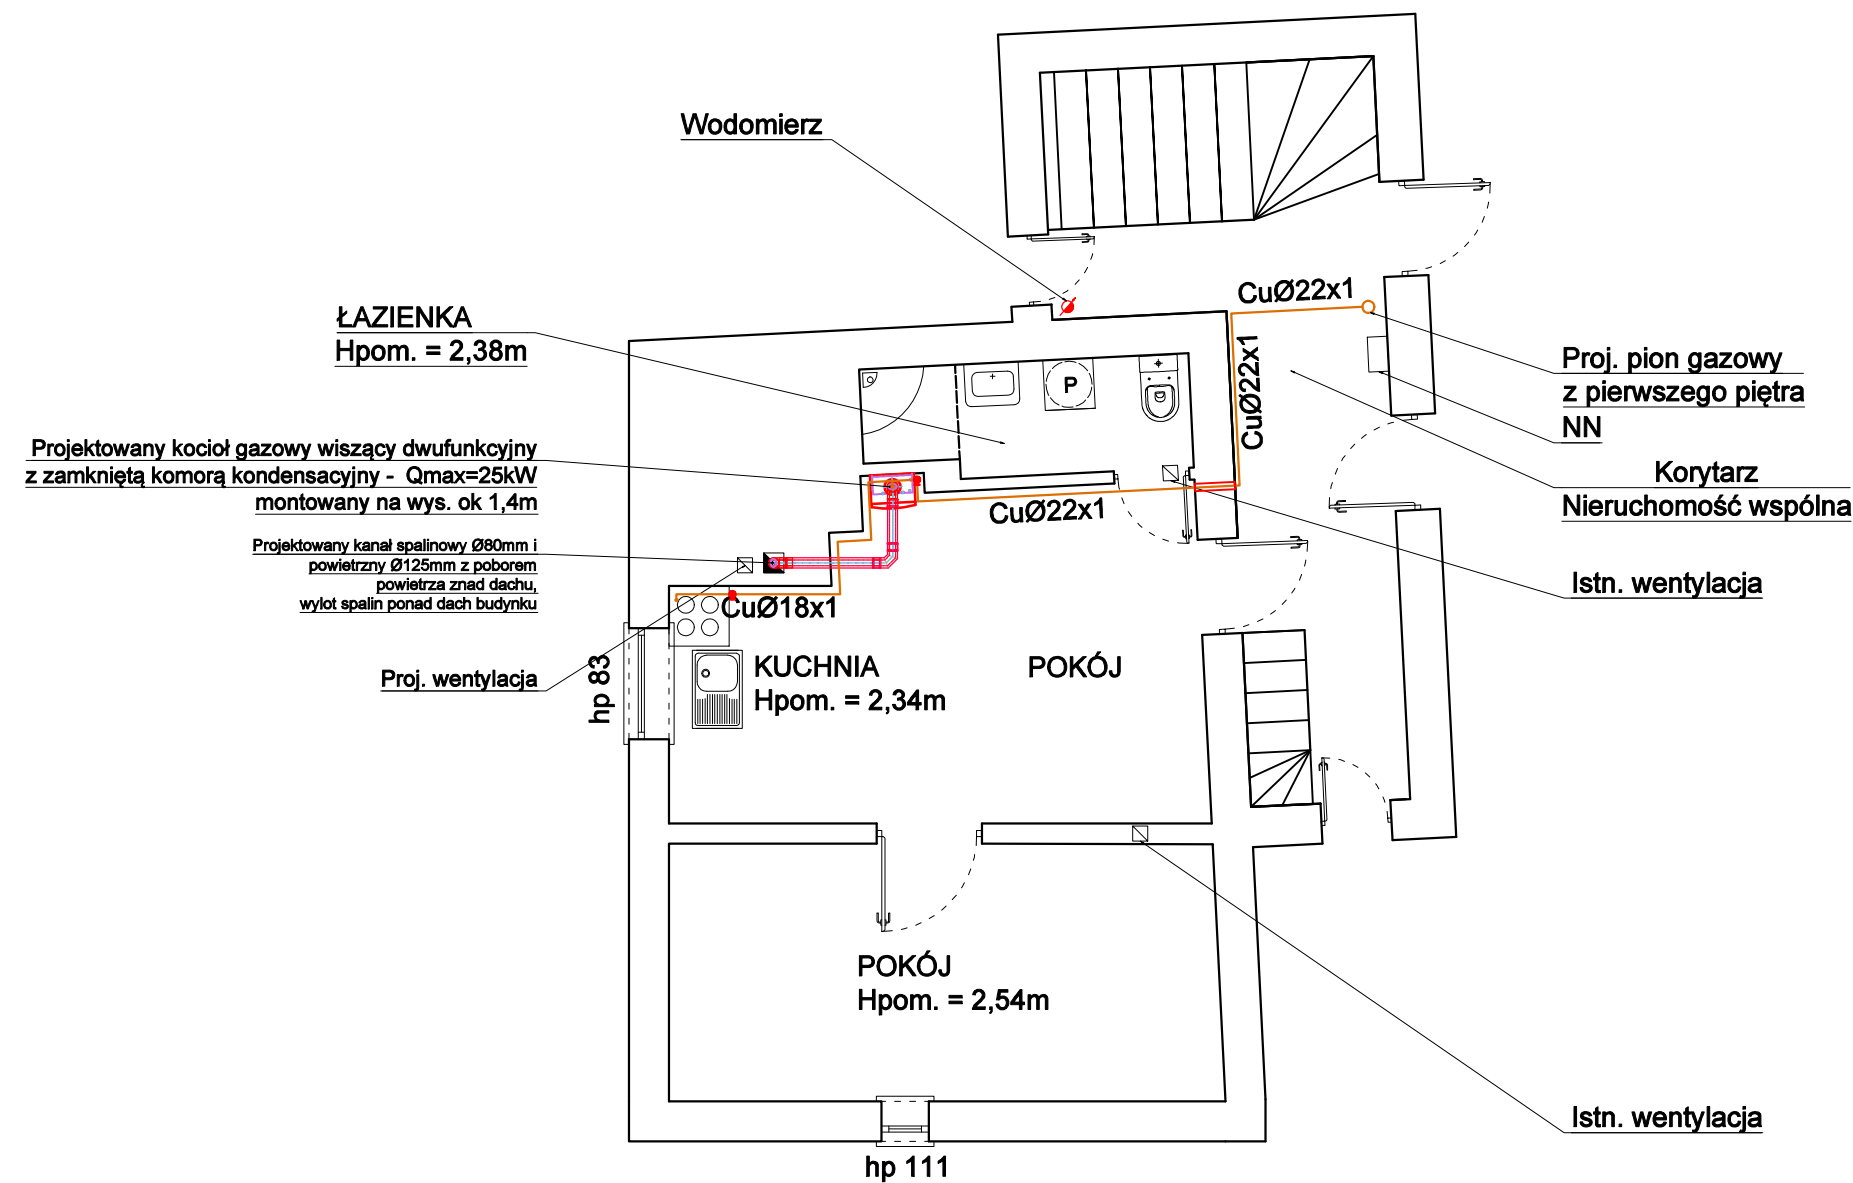 Wodomierz
CuØ22x1
ŁAZIENKA
Hpom. = 2,38m
CuØ22x1
Proj. pion gazowy
z pierwszego piętra
NN
P
Projektowany kocioł gazowy wiszący dwufunkcyjny
z zamkniętą komorą kondensacyjny - Qmax=25kW
montowany na wys. ok 1,4m
Korytarz
Nieruchomość wspólna
CuØ22x1
Projektowany kanał spalinowy Ø80mm i
powietrzny Ø125mm z poborem
powietrza znad dachu,
wylot spalin ponad dach budynku
Istn. wentylacja
CuØ18x1
Proj. wentylacja
hp 83
KUCHNIA
Hpom. = 2,34m
POKÓJ
POKÓJ
Hpom. = 2,54m
Istn. wentylacja
hp 111